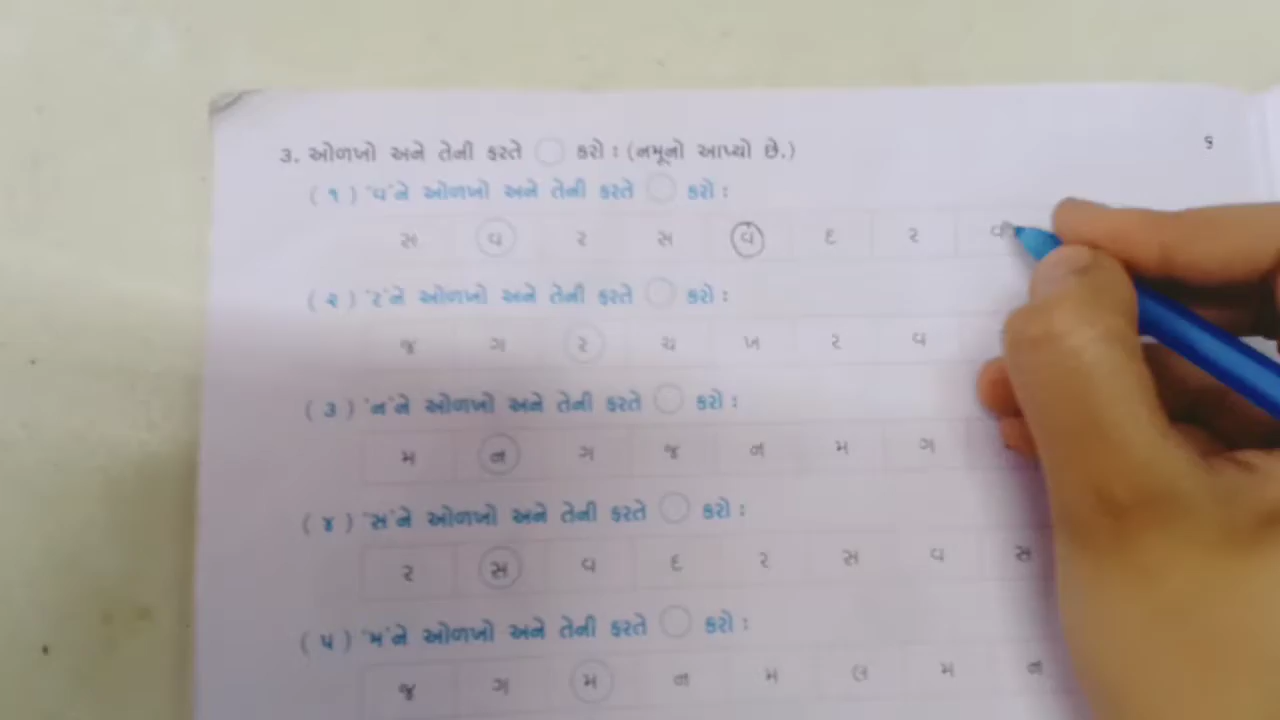 ૬
૩. ઓળખો અને તેની ફરતે કરો : (નમૂનો આપ્યો છે.)
(૧) 'વ'ને ઓળખો અને તેની ફરતે કરો :
સ વ ર સ વ દ ર વ
(૨) 'ર'ને ઓળખો અને તેની ફરતે કરો :
જ ગ ર ય ખ ર વ
(૩) 'ન'ને ઓળખો અને તેની ફરતે કરો :
મ ન ગ જ ન મ ગ
(૪) 'સ'ને ઓળખો અને તેની ફરતે કરો :
ર સ વ દ ર સ વ સ
(૫) 'મ'ને ઓળખો અને તેની ફરતે કરો :
જ ગ મ ન મ લ મ ન